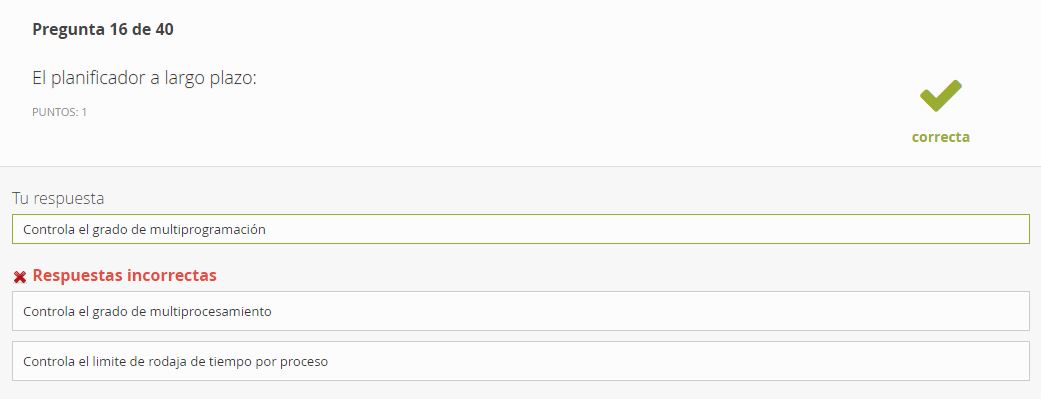 Pregunta 16 de 40
El planificador a largo plazo:
PUNTOS: 1
correcta
Tu respuesta
Controla el grado de multiprogramación
Respuestas incorrectas
Controla el grado de multiprocesamiento
Controla el limite de rodaja de tiempo por proceso